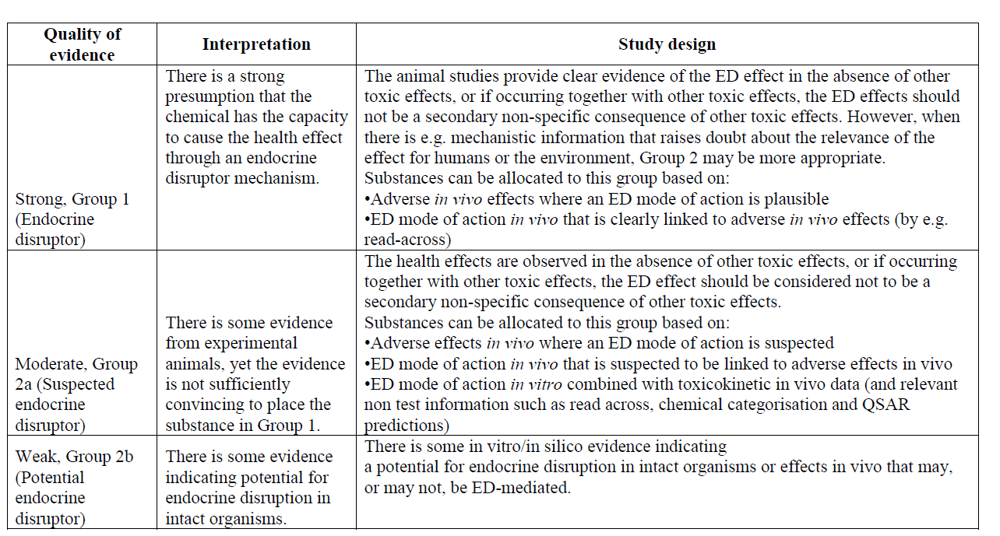 Quality of
evidence
Interpretation
Study design
Strong, Group 1
(Endocrine
disruptor)
There is a strong
presumption that the
chemical has the capacity
to cause the health effect
through an endocrine
disruptor mechanism.
The animal studies provide clear evidence of the ED effect in the absence of other
toxic effects, or if occurring together with other toxic effects, the ED effects should
not be a secondary non-specific consequence of other toxic effects. However, when
there is e.g. mechanistic information that raises doubt about the relevance of the
effect for humans or the environment, Group 2 may be more appropriate.
Substances can be allocated to this group based on:
•Adverse in vivo effects where an ED mode of action is plausible
•ED mode of action in vivo that is clearly linked to adverse in vivo effects (by e.g.
read-across)
Moderate, Group
2a (Suspected
endocrine
disruptor)
There is some evidence
from experimental
animals, yet the evidence
is not sufficiently
convincing to place the
substance in Group 1.
The health effects are observed in the absence of other toxic effects, or if occurring
together with other toxic effects, the ED effect should be considered not to be a
secondary non-specific consequence of other toxic effects.
Substances can be allocated to this group based on:
•Adverse effects in vivo where an ED mode of action is suspected
•ED mode of action in vivo that is suspected to be linked to adverse effects in vivo
•ED mode of action in vitro combined with toxicokinetic in vivo data (and relevant
non test information such as read across, chemical categorisation and QSAR
predictions)
Weak, Group 2b
(Potential
endocrine
disruptor)
There is some evidence
indicating potential for
endocrine disruption in
intact organisms.
There is some in vitro/in silico evidence indicating
a potential for endocrine disruption in intact organisms or effects in vivo that may,
or may not, be ED-mediated.